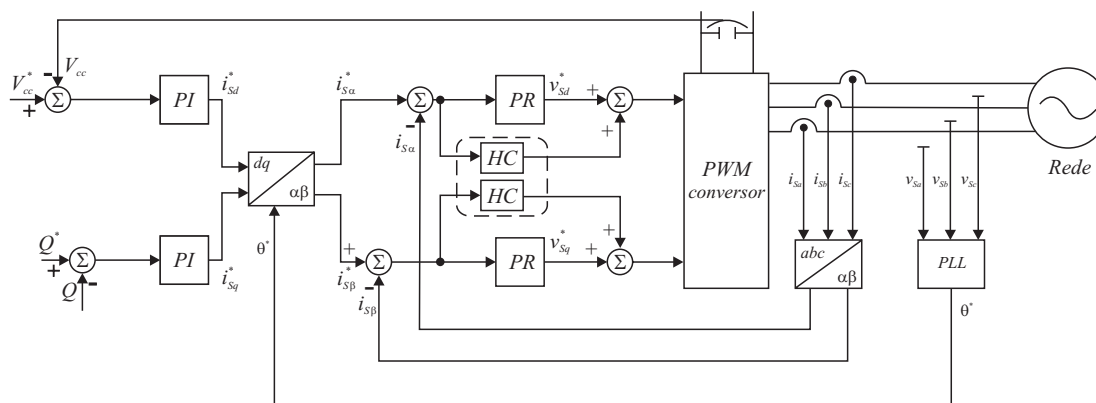 V*cc
+
-
Vcc
Σ
PI
i*Sd
Q*
+
Q
-
Σ
PI
i*Sq
dq
αβ
θ*
i*Sα
-
iSα
Σ
+
i*Sβ
-
iSβ
Σ
PR
v*Sd
HC
HC
PR
v*Sq
+
+
Σ
+
+
Σ
PWM
conversor
iSa
iSb
iSc
abc
αβ
vSa
vSb
vSc
PLL
θ*
Rede